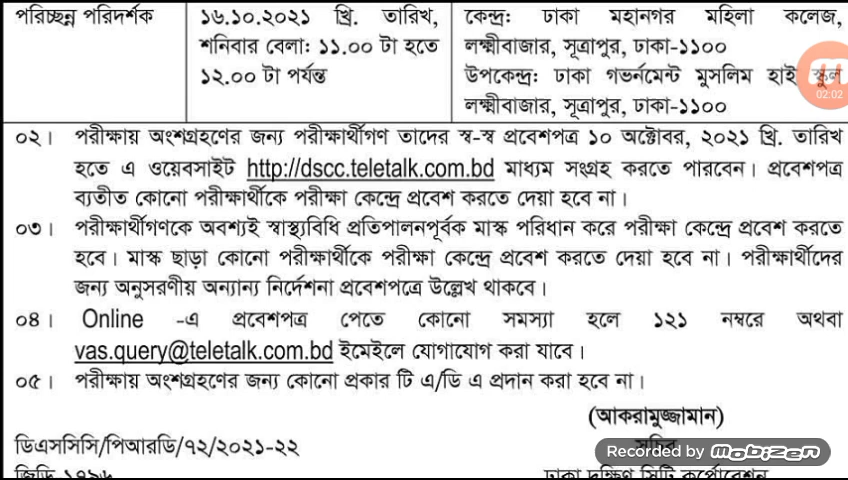 পরিচ্ছন্ন পরিদর্শক
১৬.১০.২০২১ খ্রি. তারিখ,
শনিবার বেলা: ১১.০০ টা হতে
১২.০০ টা পর্যন্ত
কেন্দ্র: ঢাকা মহানগর মহিলা কলেজ,
লক্ষ্মীবাজার, সূত্রাপুর, ঢাকা-১১০০
উপকেন্দ্র: ঢাকা গভর্নমেন্ট মুসলিম হাই স্কুল
লক্ষ্মীবাজার, সূত্রাপুর, ঢাকা-১১০০
02:02
০২। পরীক্ষায় অংশগ্রহণের জন্য পরীক্ষার্থীগণ তাদের স্ব-স্ব প্রবেশপত্র ১০ অক্টোবর, ২০২১ খ্রি. তারিখ
হতে এ ওয়েবসাইট http://dscc.teletalk.com.bd মাধ্যম সংগ্রহ করতে পারবেন। প্রবেশপত্র
ব্যতীত কোনো পরীক্ষার্থীকে পরীক্ষা কেন্দ্রে প্রবেশ করতে দেয়া হবে না।
০৩। পরীক্ষার্থীগণকে অবশ্যই স্বাস্থ্যবিধি প্রতিপালনপূর্বক মাস্ক পরিধান করে পরীক্ষা কেন্দ্রে প্রবেশ করতে
হবে। মাস্ক ছাড়া কোনো পরীক্ষার্থীকে পরীক্ষা কেন্দ্রে প্রবেশ করতে দেয়া হবে না। পরীক্ষার্থীদের
জন্য অনুসরণীয় অন্যান্য নির্দেশনা প্রবেশপত্রে উল্লেখ থাকবে।
০৪। Online -এ প্রবেশপত্র পেতে কোনো সমস্যা হলে ১২১ নম্বরে অথবা
vas.query@teletalk.com.bd ইমেইলে যোগাযোগ করা যাবে।
০৫। পরীক্ষায় অংশগ্রহণের জন্য কোনো প্রকার টি এ/ডি এ প্রদান করা হবে না।
(আকরামুজ্জামান)
সচিব
ডিএসসিসি/পিআরডি/৭২/২০২১-২২
Recorded by mobizen
জিডি ১৭৯৬
ঢাকা দক্ষিণ সিটি কর্পোরেশন